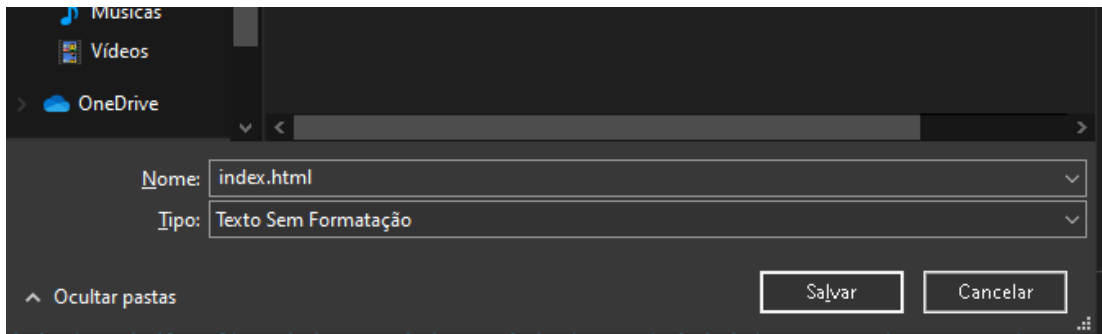 Músicas
Vídeos
OneDrive
Nome: index.html
Tipo: Texto Sem Formatação
Ocultar pastas
Salvar
Cancelar